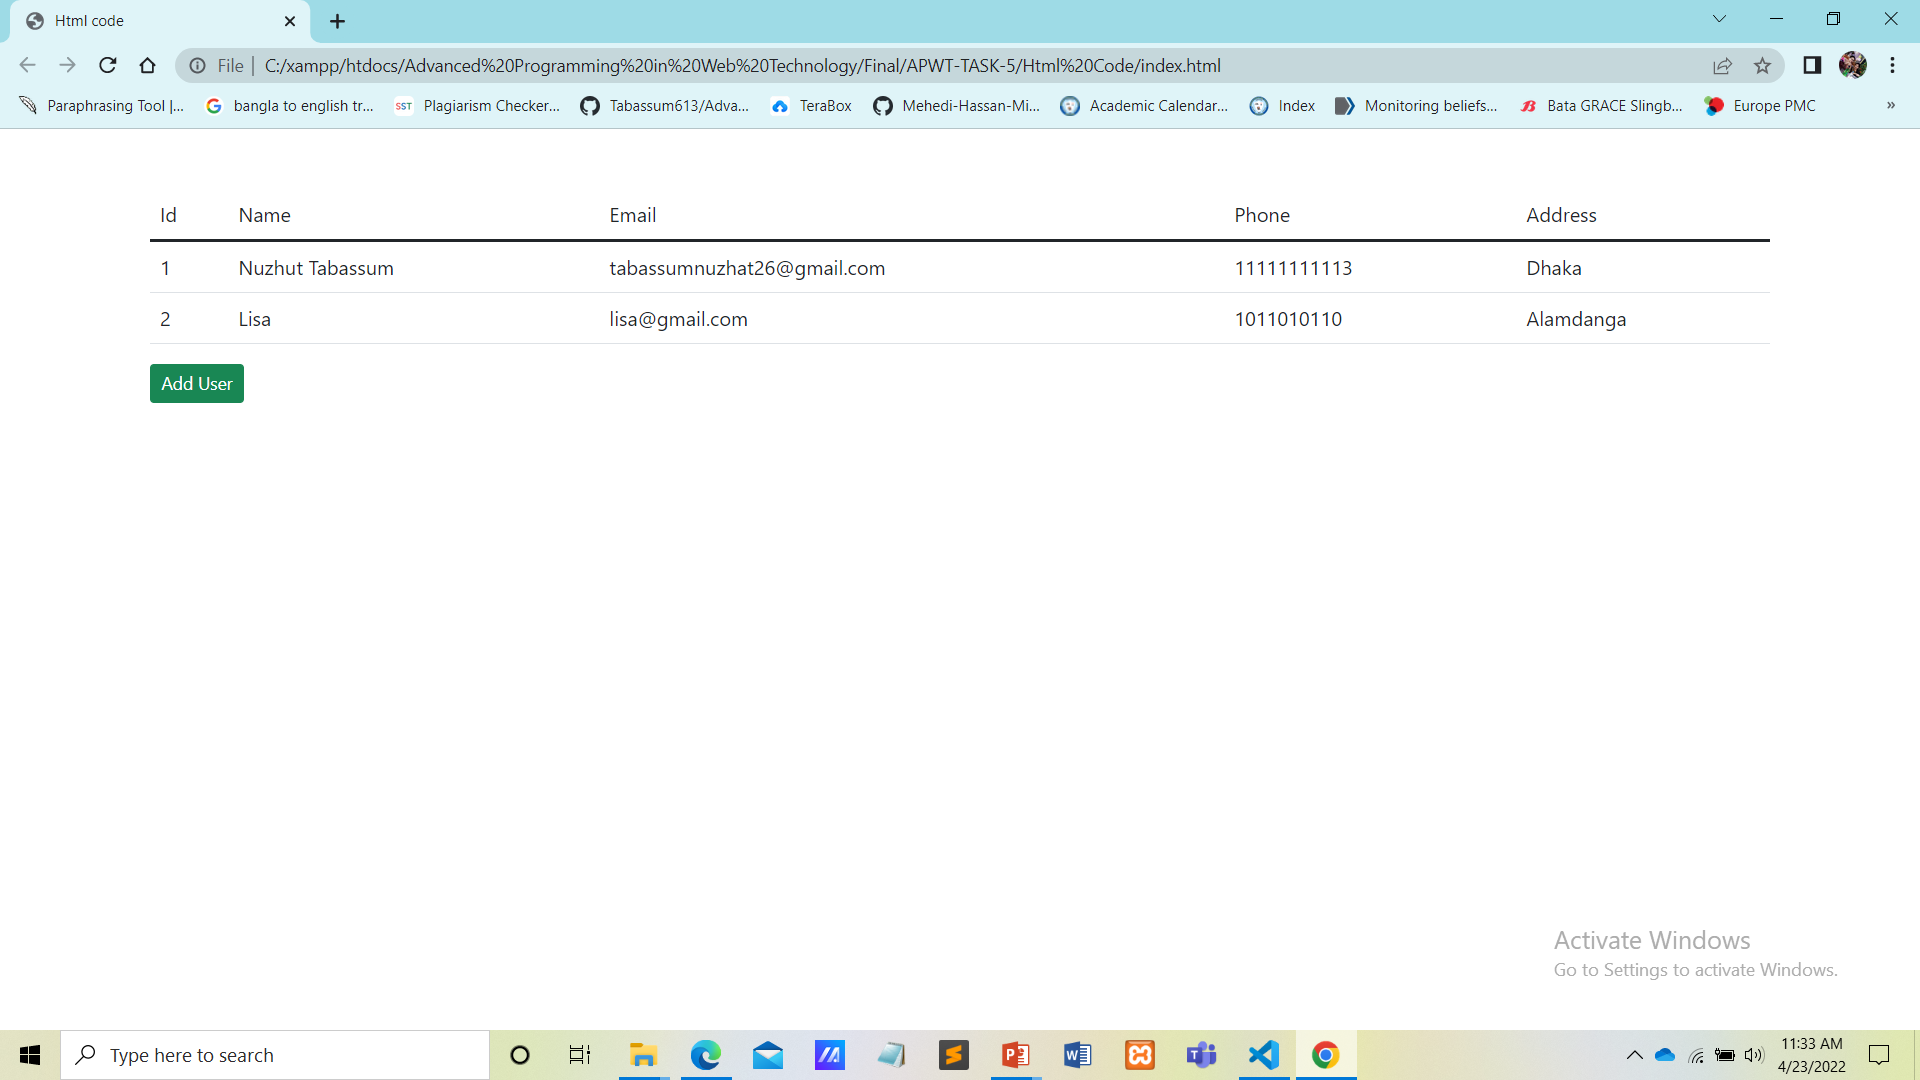 Html code
File | C:/xampp/htdocs/Advanced%20Programming%20in%20Web%20Technology/Final/APWT-TASK-5/Html%20Code/index.html
Paraphrasing Tool |... bangla to english tr... SST Plagiarism Checker... Tabassum613/Adva... TeraBox Mehedi-Hassan-Mi... Academic Calendar... Index Monitoring beliefs... B Bata GRACE Slingb... Europe PMC »
Id Name Email Phone Address
1 Nuzhut Tabassum tabassumnuzhat26@gmail.com 11111111113 Dhaka
2 Lisa lisa@gmail.com 1011010110 Alamdanga
Add User
Activate Windows
Go to Settings to activate Windows.
Type here to search
11:33 AM
4/23/2022